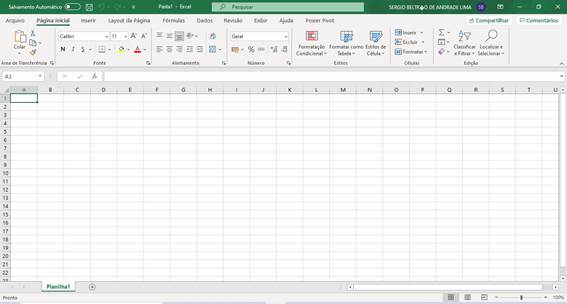 Salvamento Automático Pasta1 - Excel Pesquisar SERGIO BELTRÃO DE ANDRADE LIMA SB
Arquivo Página Inicial Inserir Layout da Página Fórmulas Dados Revisão Exibir Ajuda Power Pivot Compartilhar Comentários
Colar Calibri 11 Geral Formatação Condicional Formatar como Tabela Estilos de Célula Inserir Excluir Formatar Classificar e Filtrar Localizar e Selecionar
N I S
% 000
Área de Transferência Fonte Alinhamento Número Estilos Células Edição
A1 fx
A B C D E F G H I J K L M N O P Q R S T U
1
2
3
4
5
6
7
8
9
10
11
12
13
14
15
16
17
18
19
20
21
22
Planilha1
Pronto 100%